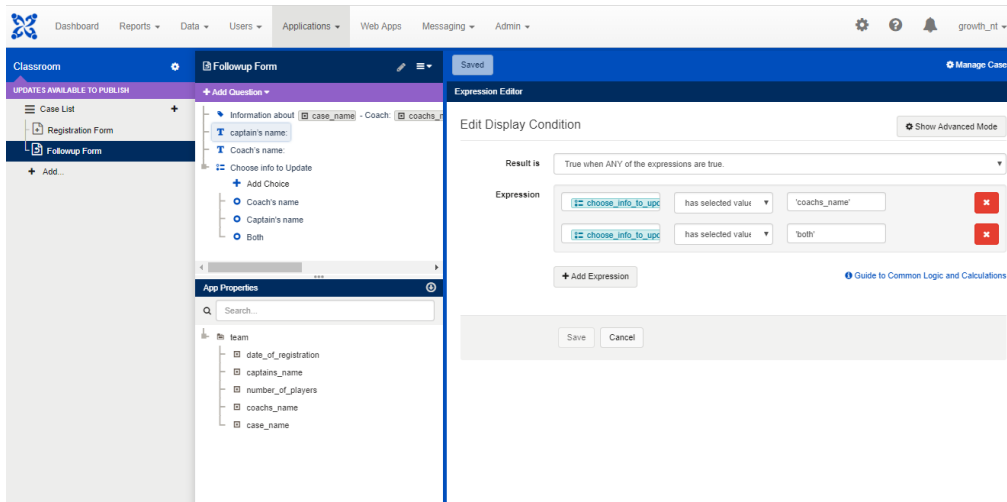 Dashboard Reports Data Users Applications Web Apps Messaging Admin growth_nt
Classroom
UPDATES AVAILABLE TO PUBLISH
Case List
Registration Form
Followup Form
Add...
Followup Form
Add Question
Information about case_name - Coach: coachs_n
captain's name:
Coach's name:
Choose info to Update
Add Choice
Coach's name
Captain's name
Both
App Properties
Search...
team
date_of_registration
captains_name
number_of_players
coachs_name
case_name
Saved
Manage Case
Expression Editor
Edit Display Condition
Show Advanced Mode
Result is True when ANY of the expressions are true.
Expression choose_info_to_upd has selected value 'coachs_name'
choose_info_to_upd has selected value 'both'
Add Expression
Guide to Common Logic and Calculations
Save Cancel